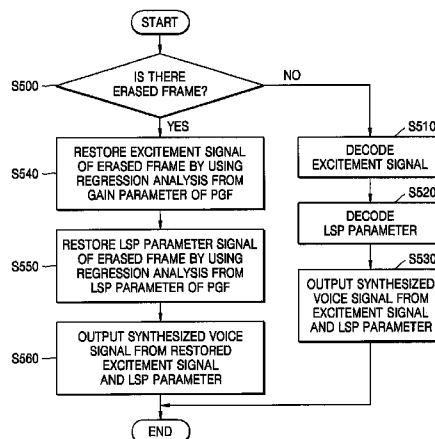 START
S500
IS THERE
ERASED FRAME?
NO
YES
S540
RESTORE EXCITEMENT SIGNAL
OF ERASED FRAME BY USING
REGRESSION ANALYSIS FROM
GAIN PARAMETER OF PGF
S550
RESTORE LSP PARAMETER SIGNAL
OF ERASED FRAME BY USING
REGRESSION ANALYSIS FROM
LSP PARAMETER OF PGF
S560
OUTPUT SYNTHESIZED VOICE
SIGNAL FROM RESTORED
EXCITEMENT SIGNAL
AND LSP PARAMETER
S510
DECODE
EXCITEMENT SIGNAL
S520
DECODE
LSP PARAMETER
S530
OUTPUT SYNTHESIZED
VOICE SIGNAL FROM
EXCITEMENT SIGNAL
AND LSP PARAMETER
END